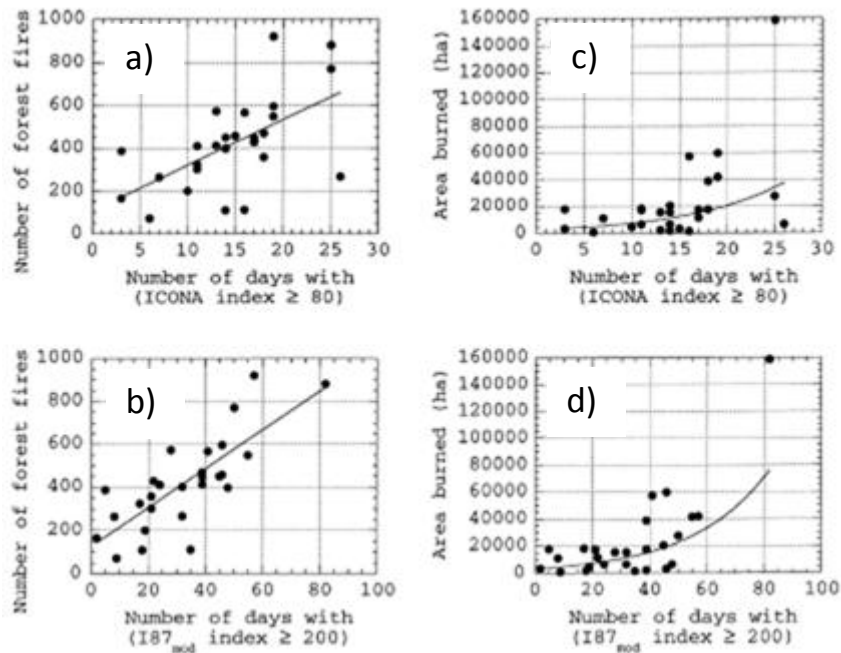 a)
Number of forest fires
1000
800
600
400
200
0
0 5 10 15 20 25 30
Number of days with
(ICONA index ≥ 80)
c)
Area burned (ha)
160000
140000
120000
100000
80000
60000
40000
20000
0
0 5 10 15 20 25 30
Number of days with
(ICONA index ≥ 80)
b)
Number of forest fires
1000
800
600
400
200
0
0 20 40 60 80 100
Number of days with
(I87mod index ≥ 200)
d)
Area burned (ha)
160000
140000
120000
100000
80000
60000
40000
20000
0
0 20 40 60 80 100
Number of days with
(I87mod index ≥ 200)